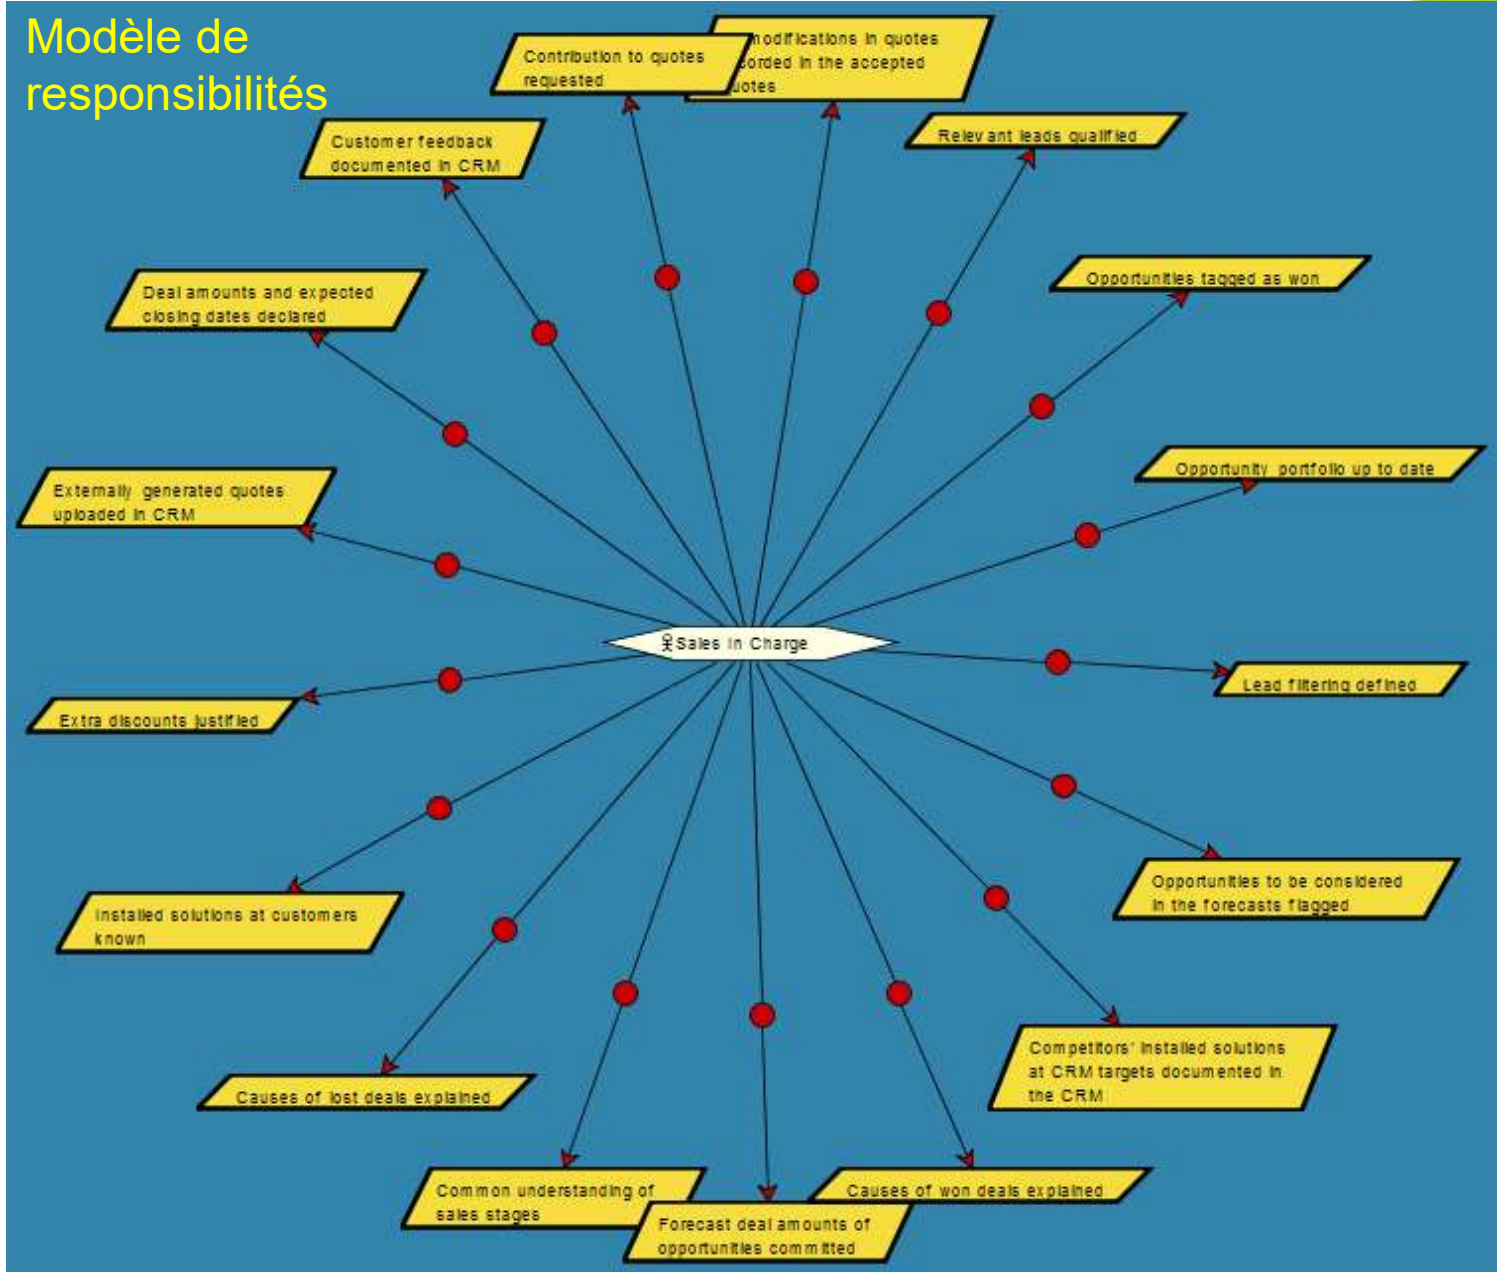 Modèle de
responsibilités
Contribution to quotes
requested
modifications in quotes
in the accepted
Relevant leads qualified
Customer feedback
documented in CRM
Opportunities tagged as won
Deal amounts and expected
closing dates declared
Opportunity portfolio up to date
Externally generated quotes
uploaded in CRM
Sales in Charge
Lead filtering defined
Extra discounts justified
Opportunities to be considered
in the forecasts flagged
Installed solutions at customers
known
Competitors' installed solutions
at CRM targets documented in
the CRM
Causes of lost deals explained
Common understanding of
sales stages
Causes of won deals explained
Forecast deal amounts of
opportunities committed